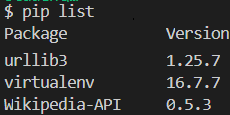 $ pip list
Package Version
urllib3 1.25.7
virtualenv 16.7.7
Wikipedia-API 0.5.3